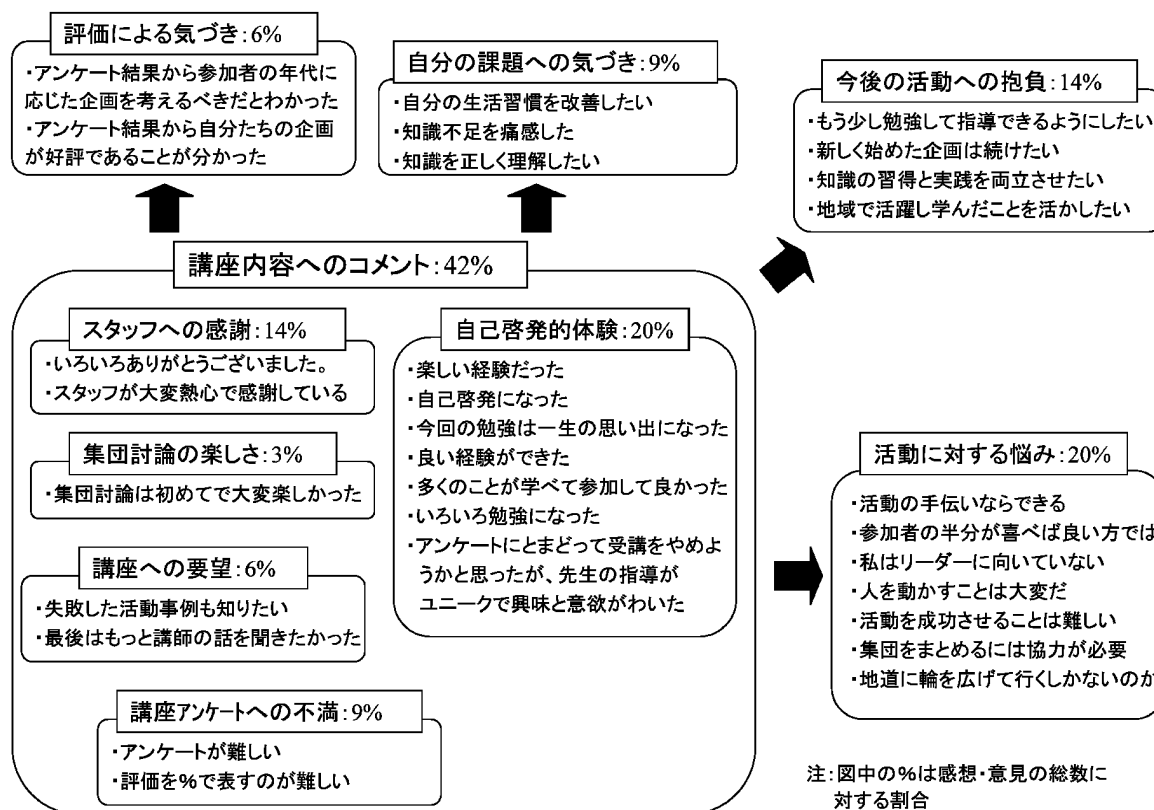 評価による気づき:6%
・アンケート結果から参加者の年代に
応じた企画を考えるべきだとわかった
・アンケート結果から自分たちの企画
が好評であることが分かった
自分の課題への気づき:9%
・自分の生活習慣を改善したい
・知識不足を痛感した
・知識を正しく理解したい
今後の活動への抱負:14%
・もう少し勉強して指導できるようにしたい
・新しく始めた企画は続けたい
・知識の習得と実践を両立させたい
・地域で活躍し学んだことを活かしたい
講座内容へのコメント:42%
スタッフへの感謝:14%
・いろいろありがとうございました。
・スタッフが大変熱心で感謝している
集団討論の楽しさ:3%
・集団討論は初めてで大変楽しかった
講座への要望:6%
・失敗した活動事例も知りたい
・最後はもっと講師の話を聞きたかった
講座アンケートへの不満:9%
・アンケートが難しい
・評価を%で表すのが難しい
自己啓発的体験:20%
・楽しい経験だった
・自己啓発になった
・今回の勉強は一生の思い出になった
・良い経験ができた
・多くのことが学べて参加して良かった
・いろいろ勉強になった
・アンケートにとまどって受講をやめよ
うかと思ったが、先生の指導が
ユニークで興味と意欲がわいた
活動に対する悩み:20%
・活動の手伝いならできる
・参加者の半分が喜べば良い方では
・私はリーダーに向いていない
・人を動かすことは大変だ
・活動を成功させることは難しい
・集団をまとめるには協力が必要
・地道に輪を広げて行くしかないのか
注:図中の%は感想・意見の総数に
対する割合